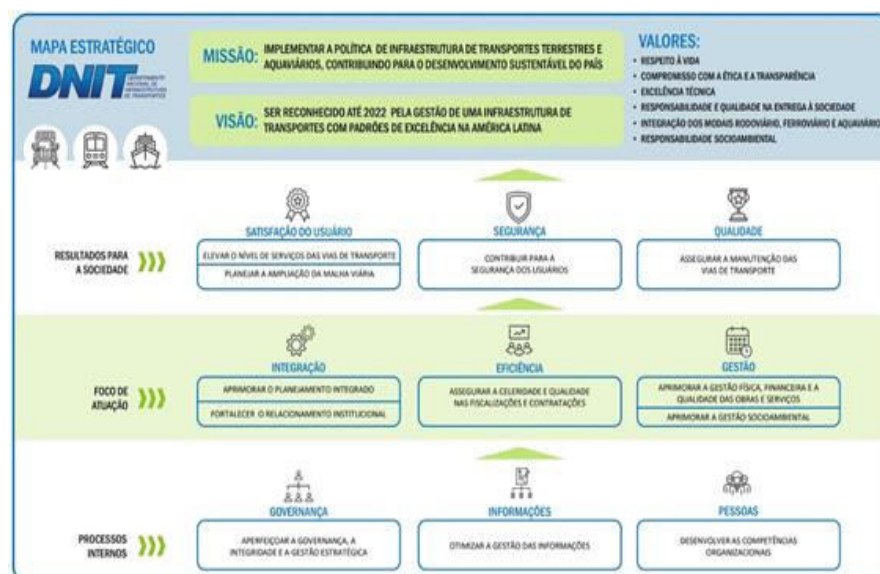 MAPA ESTRATÉGICO
DNIT
DEPARTAMENTO
NACIONAL DE
INFRAESTRUTURA
DE TRANSPORTES
MISSÃO: IMPLEMENTAR A POLÍTICA DE INFRAESTRUTURA DE TRANSPORTES TERRESTRES E
AQUAVIÁRIOS, CONTRIBUINDO PARA O DESENVOLVIMENTO SUSTENTÁVEL DO PAÍS
VISÃO: SER RECONHECIDO ATÉ 2022 PELA GESTÃO DE UMA INFRAESTRUTURA DE
TRANSPORTES COM PADRÕES DE EXCELÊNCIA NA AMÉRICA LATINA
VALORES:
• RESPEITO À VIDA
• COMPROMISSO COM A ÉTICA E A TRANSPARÊNCIA
• EXCELÊNCIA TÉCNICA
• RESPONSABILIDADE E QUALIDADE NA ENTREGA À SOCIEDADE
• INTEGRAÇÃO DOS MODAIS RODOVIÁRIO, FERROVIÁRIO E AQUAVIÁRIO
• RESPONSABILIDADE SOCIOAMBIENTAL
RESULTADOS PARA
A SOCIEDADE
SATISFAÇÃO DO USUÁRIO
ELEVAR O NÍVEL DE SERVIÇOS DAS VIAS DE TRANSPORTE
PLANEJAR A AMPLIAÇÃO DA MALHA VIÁRIA
SEGURANÇA
CONTRIBUIR PARA A
SEGURANÇA DOS USUÁRIOS
QUALIDADE
ASSEGURAR A MANUTENÇÃO DAS
VIAS DE TRANSPORTE
FOCO DE
ATUAÇÃO
INTEGRAÇÃO
APRIMORAR O PLANEJAMENTO INTEGRADO
FORTALECER O RELACIONAMENTO INSTITUCIONAL
EFICIÊNCIA
ASSEGURAR A CELERIDADE E QUALIDADE
NAS FISCALIZAÇÕES E CONTRATAÇÕES
GESTÃO
APRIMORAR A GESTÃO FÍSICA, FINANCEIRA E A
QUALIDADE DAS OBRAS E SERVIÇOS
APRIMORAR A GESTÃO SOCIOAMBIENTAL
PROCESSOS
INTERNOS
GOVERNANÇA
APERFEIÇOAR A GOVERNANÇA, A
INTEGRIDADE E A GESTÃO ESTRATÉGICA
INFORMAÇÕES
OTIMIZAR A GESTÃO DAS INFORMAÇÕES
PESSOAS
DESENVOLVER AS COMPETÊNCIAS
ORGANIZACIONAIS